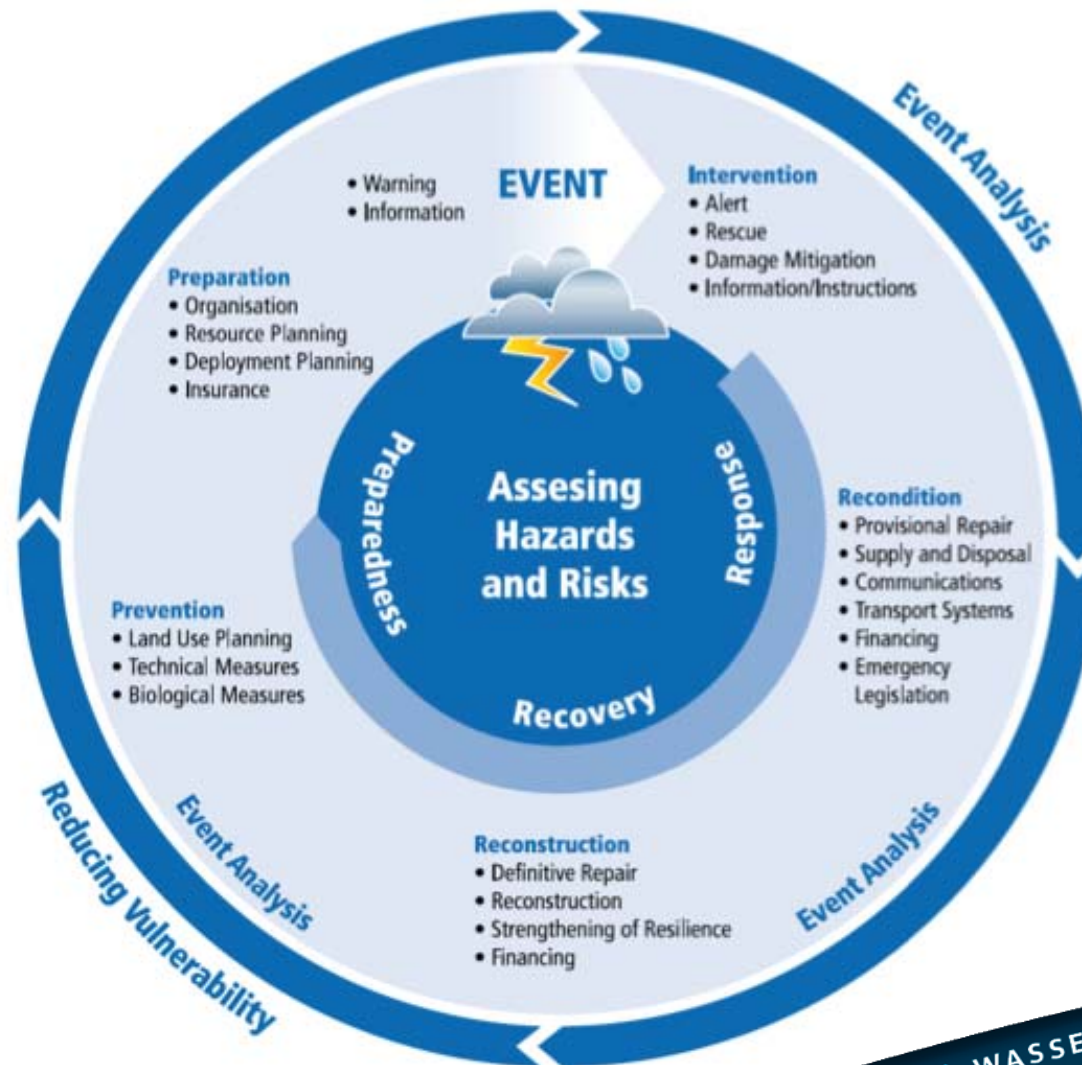 Event Analysis
EVENT
• Warning
• Information
Intervention
• Alert
• Rescue
• Damage Mitigation
• Information/Instructions
Preparation
• Organisation
• Resource Planning
• Deployment Planning
• Insurance
Preparedness
Assesing
Hazards
and Risks
Response
Recovery
Recondition
• Provisional Repair
• Supply and Disposal
• Communications
• Transport Systems
• Financing
• Emergency
Legislation
Prevention
• Land Use Planning
• Technical Measures
• Biological Measures
Reducing Vulnerability
Event Analysis
Reconstruction
• Definitive Repair
• Reconstruction
• Strengthening of Resilience
• Financing
Event Analysis